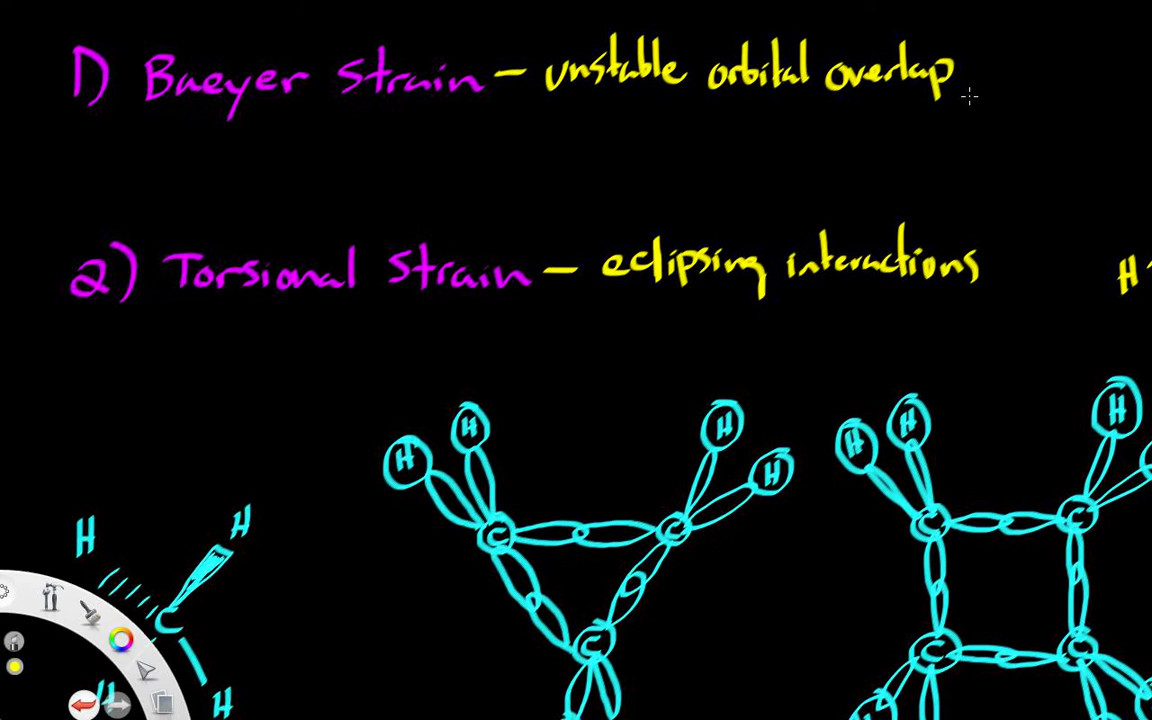 1) Baeyer Strain – unstable orbital overlap
2) Torsional Strain – eclipsing interactions
H
H H H H H
H H H
C C C C
H
H
C
C C C
H
H